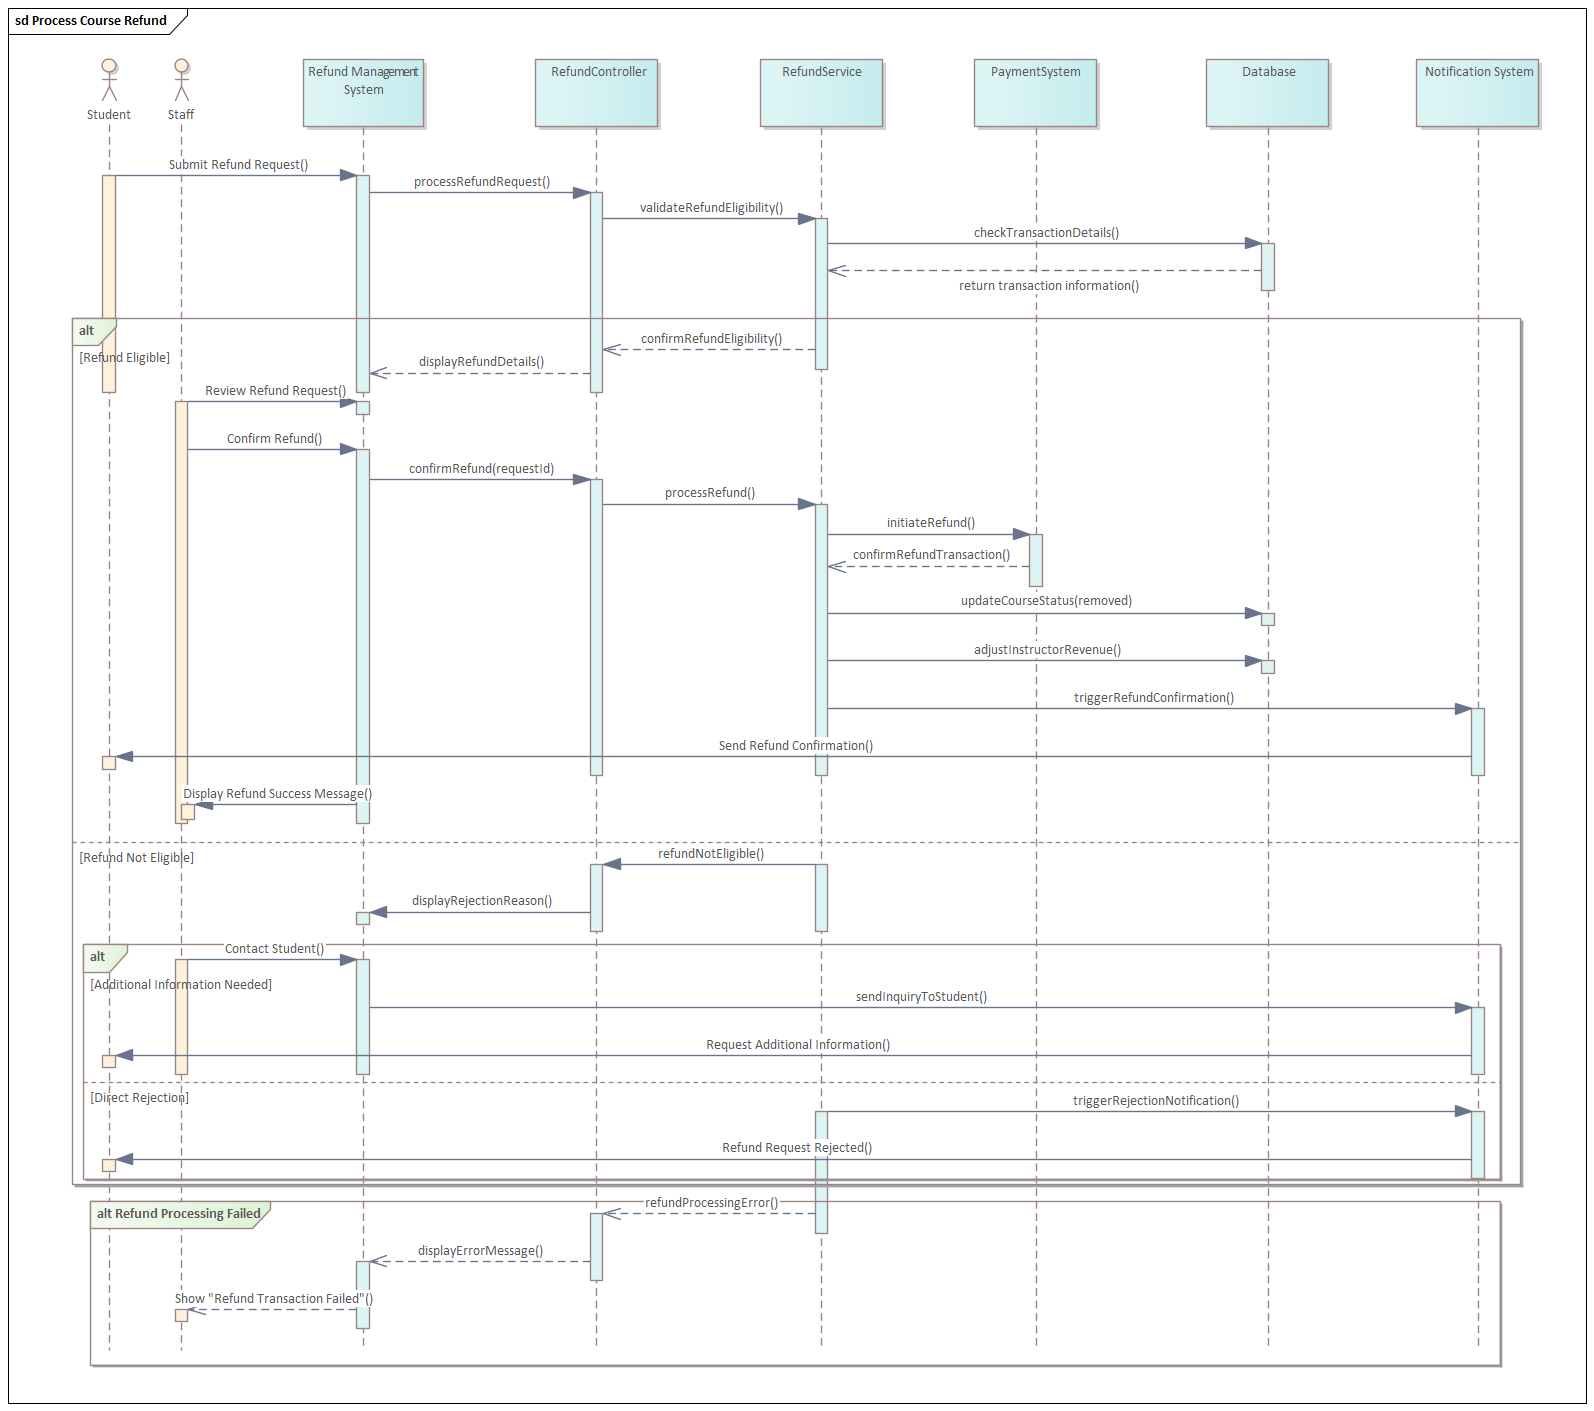 sd Process Course Refund
Student
Staff
Refund Management
System
RefundController
RefundService
PaymentSystem
Database
Notification System
Submit Refund Request()
processRefundRequest()
validateRefundEligibility()
checkTransactionDetails()
return transaction information()
alt
[Refund Eligible]
confirmRefundEligibility()
displayRefundDetails()
Review Refund Request()
Confirm Refund()
confirmRefund(requestId)
processRefund()
initiateRefund()
confirmRefundTransaction()
updateCourseStatus(removed)
adjustInstructorRevenue()
triggerRefundConfirmation()
Send Refund Confirmation()
Display Refund Success Message()
[Refund Not Eligible]
refundNotEligible()
displayRejectionReason()
alt
Contact Student()
[Additional Information Needed]
sendInquiryToStudent()
Request Additional Information()
[Direct Rejection]
triggerRejectionNotification()
Refund Request Rejected()
alt Refund Processing Failed
refundProcessingError()
displayErrorMessage()
Show "Refund Transaction Failed"()